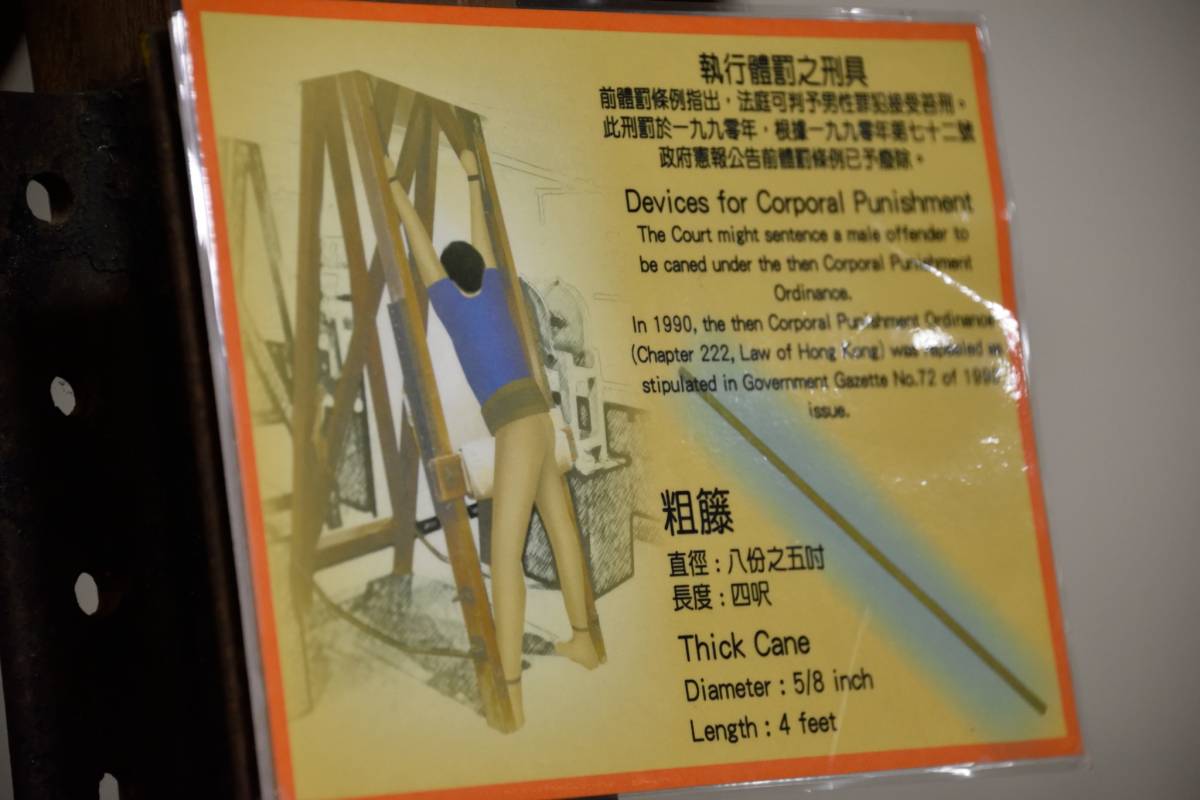 執行體罰之刑具
前體罰條例指出，法庭可判予男性罪犯接受笞刑。
此刑罰於一九九零年，根據一九九零年第七十二號
政府憲報公告前體罰條例已予廢除。
Devices for Corporal Punishment
The Court might sentence a male offender to
be caned under the then Corporal Punishment
Ordinance.
In 1990, the then Corporal Punishment Ordinance
(Chapter 222, Law of Hong Kong) was repealed as
stipulated in Government Gazette No.72 of 1990
issue.
粗籐
直徑：八份之五吋
長度：四呎
Thick Cane
Diameter : 5/8 inch
Length : 4 feet